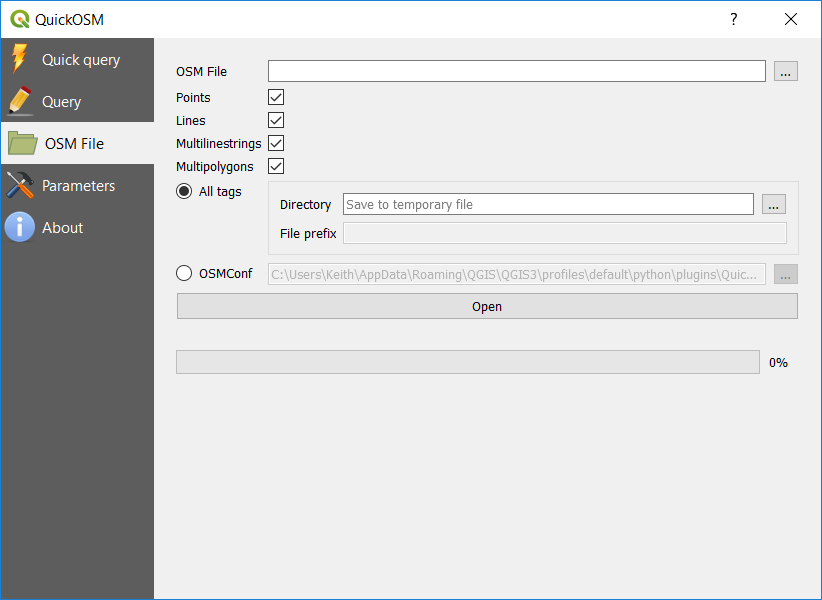 QuickOSM
?
Quick query
Query
OSM File
Parameters
i
About
OSM File
...
Points
Lines
Multilinestrings
Multipolygons
All tags
Directory Save to temporary file ...
File prefix
OSMConf C:\Users\Keith\AppData\Roaming\QGIS\QGIS3\profiles\default\python\plugins\Quic... ...
Open
0%